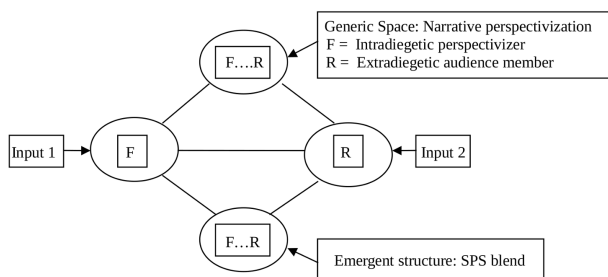 Generic Space: Narrative perspectivization
F = Intradiegetic perspectivizer
R = Extradiegetic audience member
F....R
Input 1
F
R
Input 2
F…R
Emergent structure: SPS blend